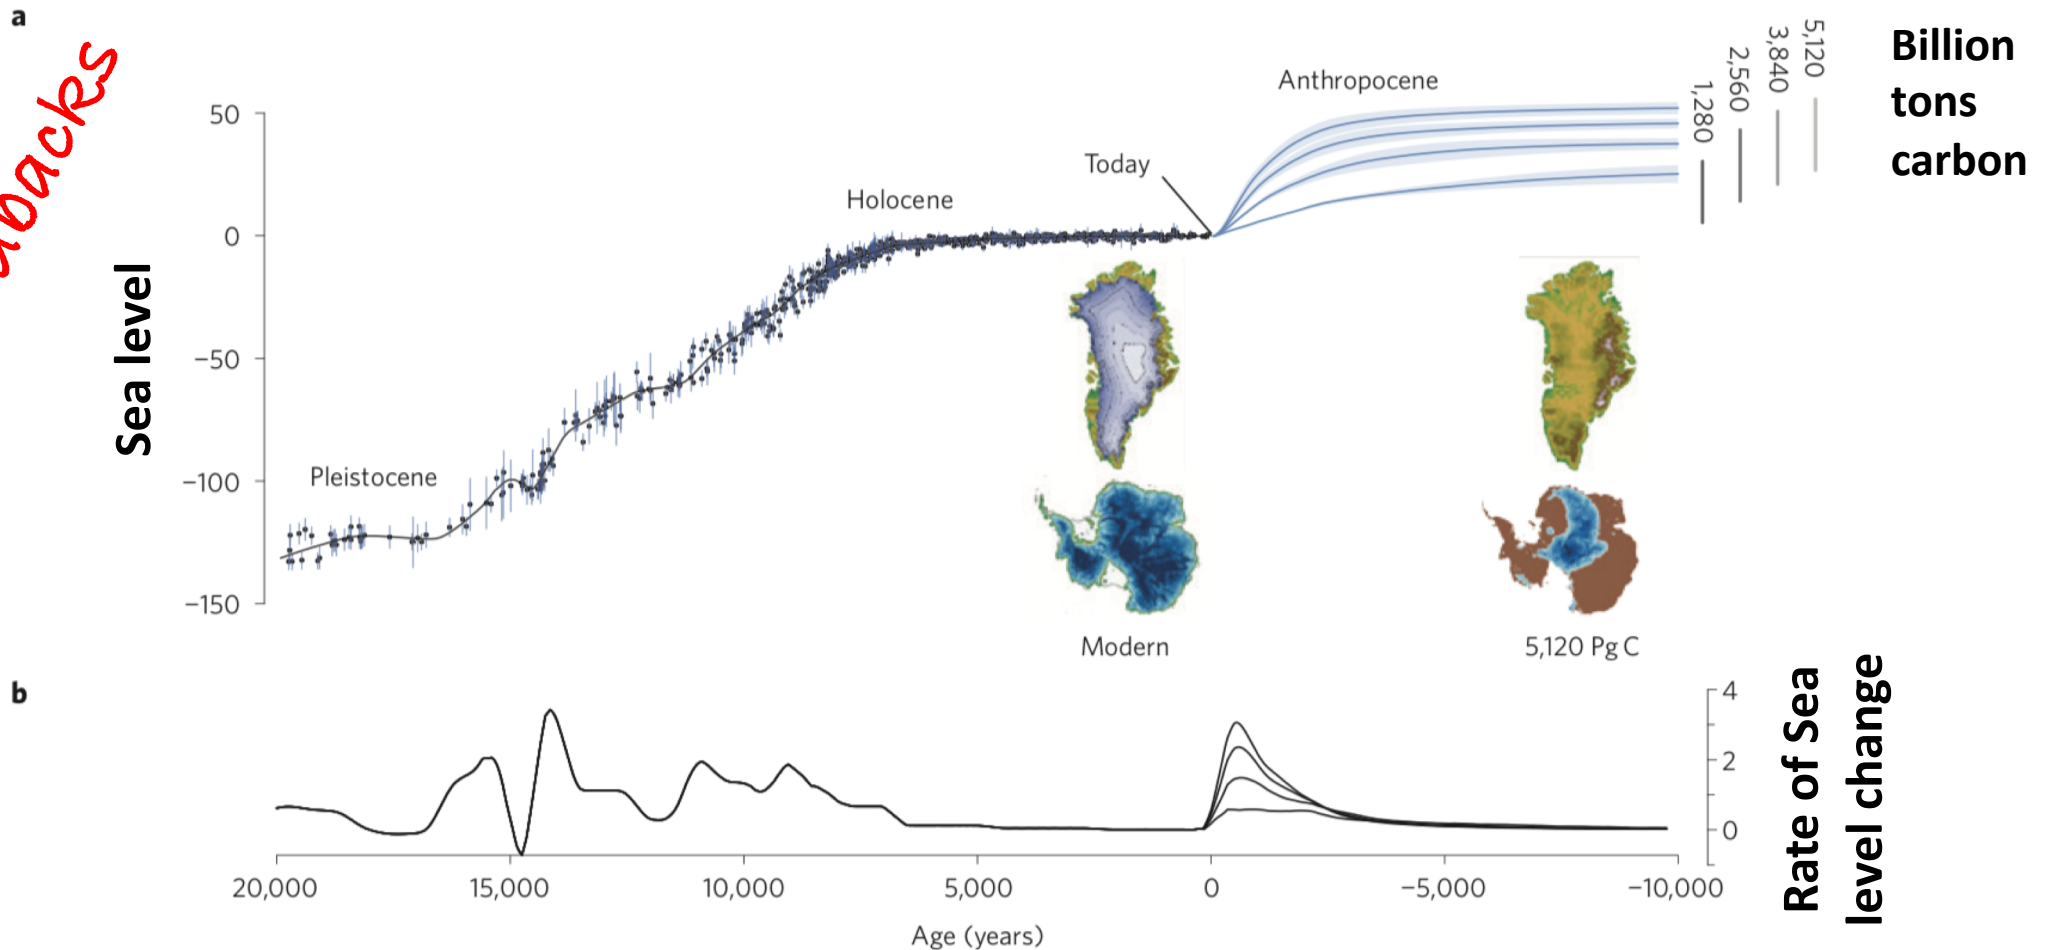 a
Billion
tons
carbon
5,120
3,840
2,560
1,280
Anthropocene
50
Today
Holocene
0
Sea level
−50
Pleistocene
−100
−150
Modern
5,120 Pg C
b
4
2
0
Rate of Sea
level change
20,000
15,000
10,000
5,000
0
−5,000
−10,000
Age (years)